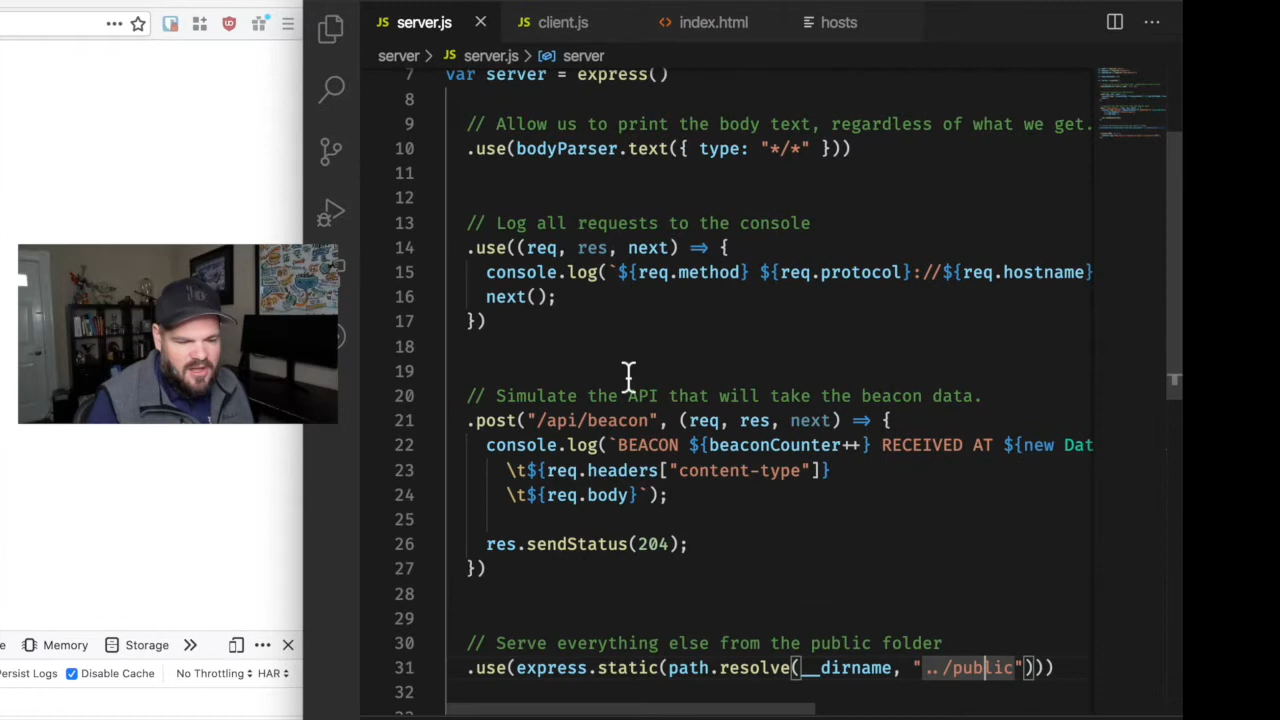 JS server.js
JS client.js
<> index.html
hosts
server > JS server.js > server
7 var server = express()
8
9 // Allow us to print the body text, regardless of what we get.
10 .use(bodyParser.text({ type: "*/*" }))
11
12
13 // Log all requests to the console
14 .use((req, res, next) => {
15 console.log(`${req.method} ${req.protocol}://${req.hostname}
16 next();
17 })
18
19
20 // Simulate the API that will take the beacon data.
21 .post("/api/beacon", (req, res, next) => {
22 console.log(`BEACON ${beaconCounter++} RECEIVED AT ${new Dat
23 \t${req.headers["content-type"]}
24 \t${req.body}`);
25
26 res.sendStatus(204);
27 })
28
29
30 // Serve everything else from the public folder
31 .use(express.static(path.resolve(__dirname, "../public")))
32
Memory
Storage
ersist Logs
Disable Cache
No Throttling
HAR